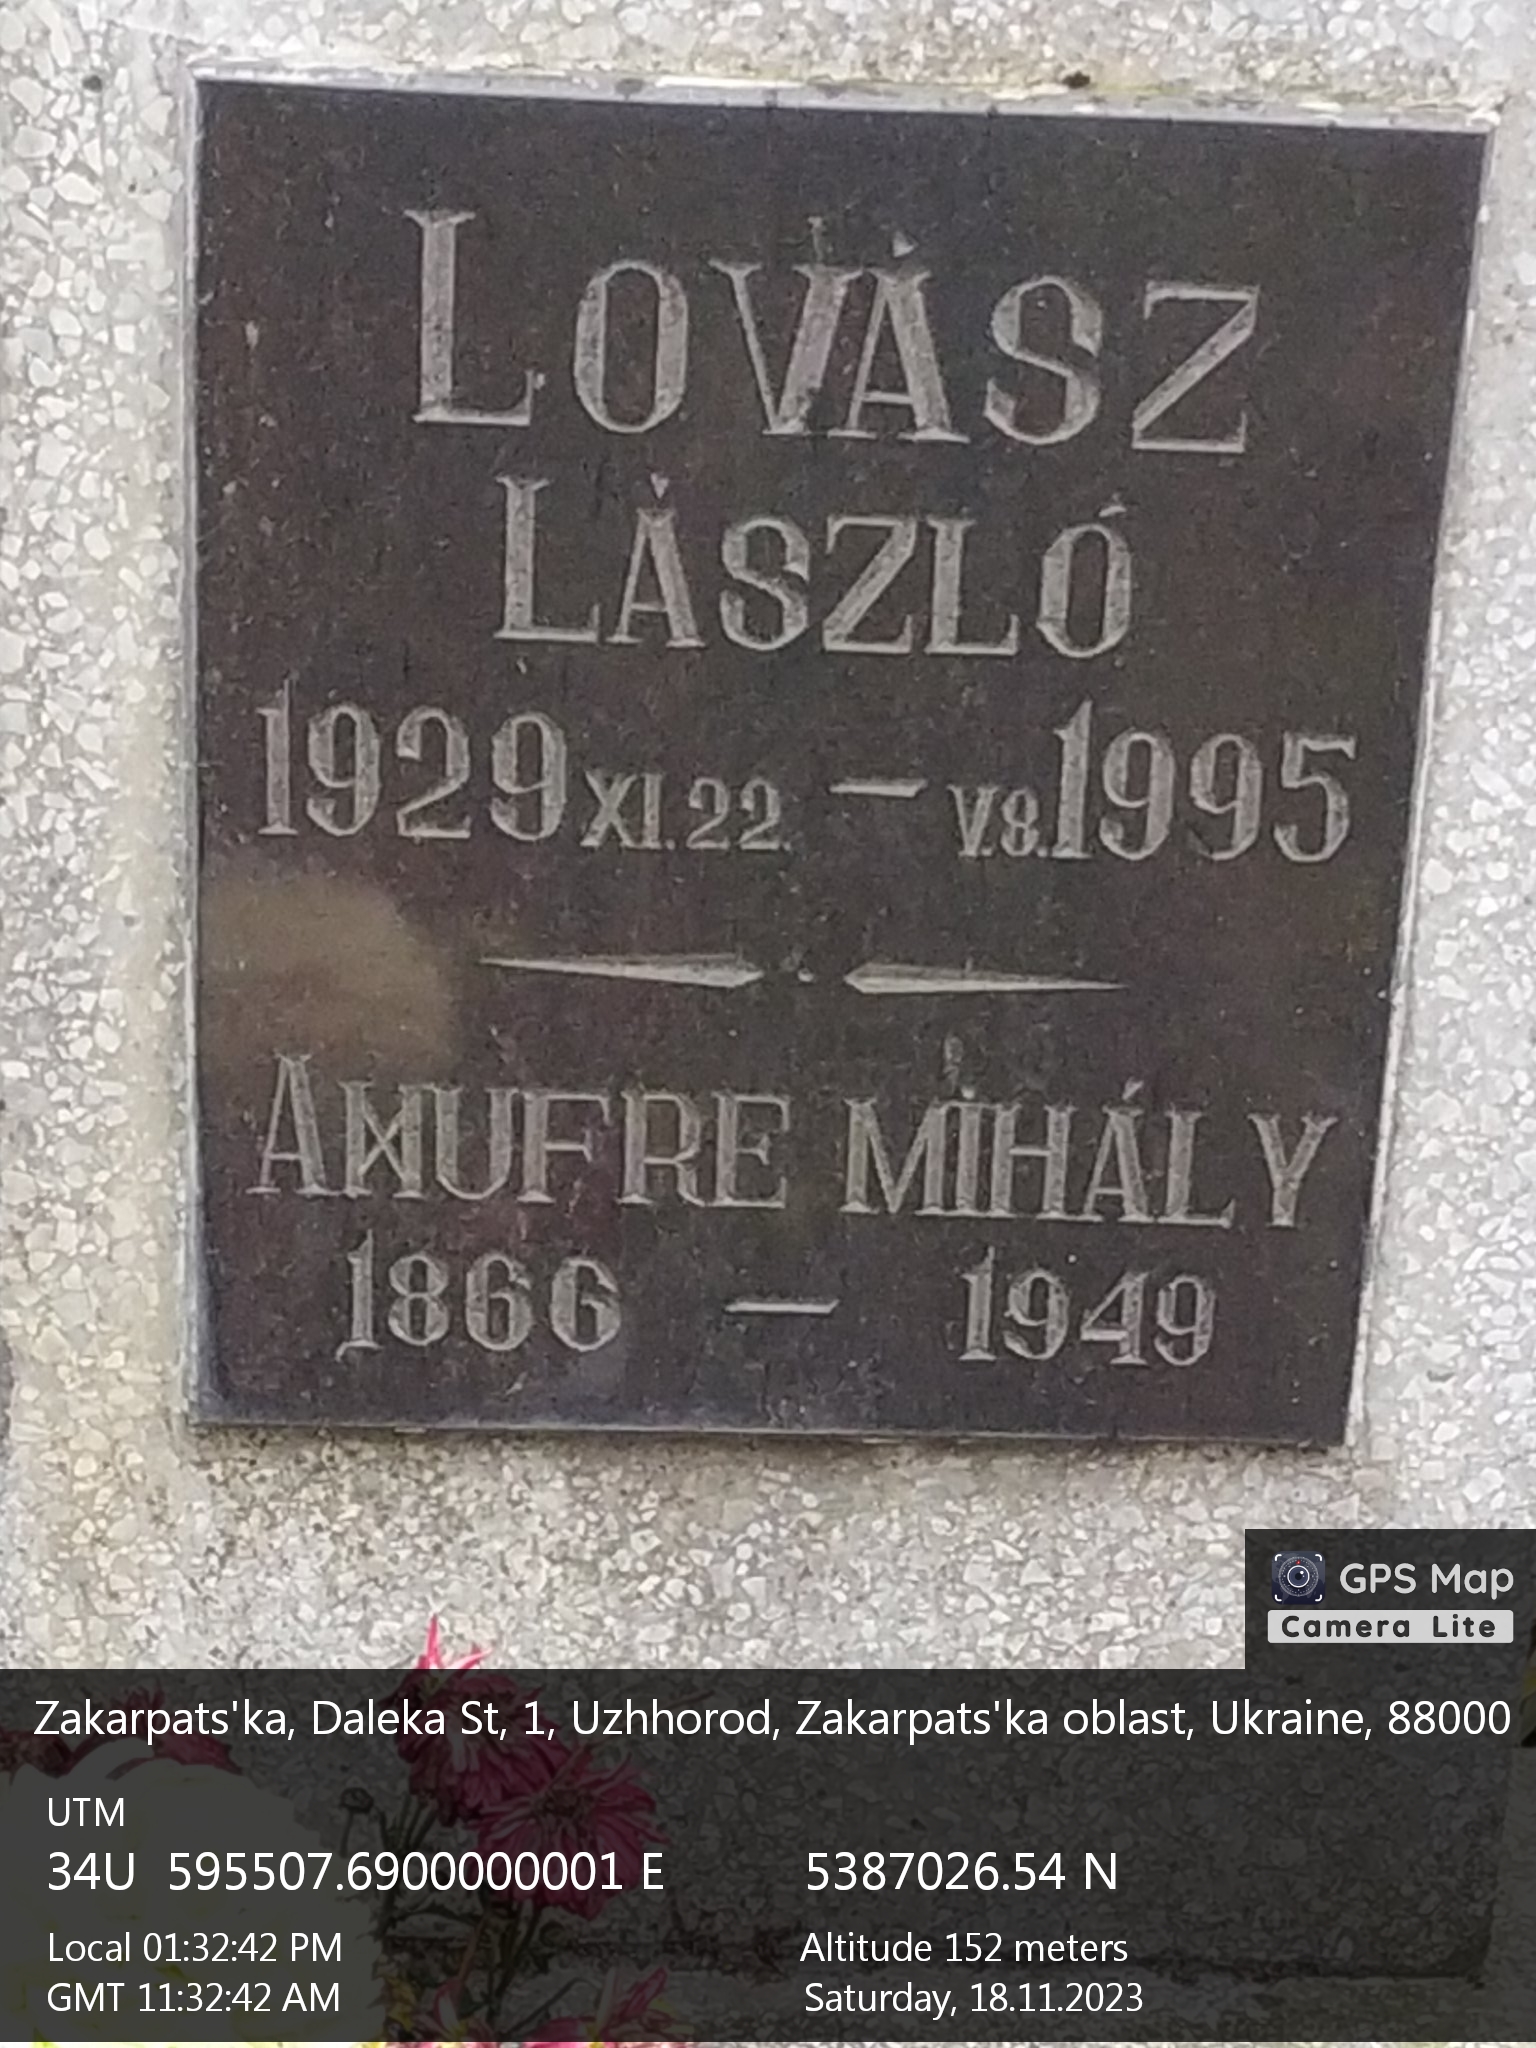 LOVÁSZ
LÁSZLÓ
1929 XI.22. – V.8. 1995
ANUFRE MIHÁLY
1866 – 1949
GPS Map
Camera Lite
Zakarpats'ka, Daleka St, 1, Uzhhorod, Zakarpats'ka oblast, Ukraine, 88000
UTM
34U 595507.6900000001 E 5387026.54 N
Local 01:32:42 PM Altitude 152 meters
GMT 11:32:42 AM Saturday, 18.11.2023